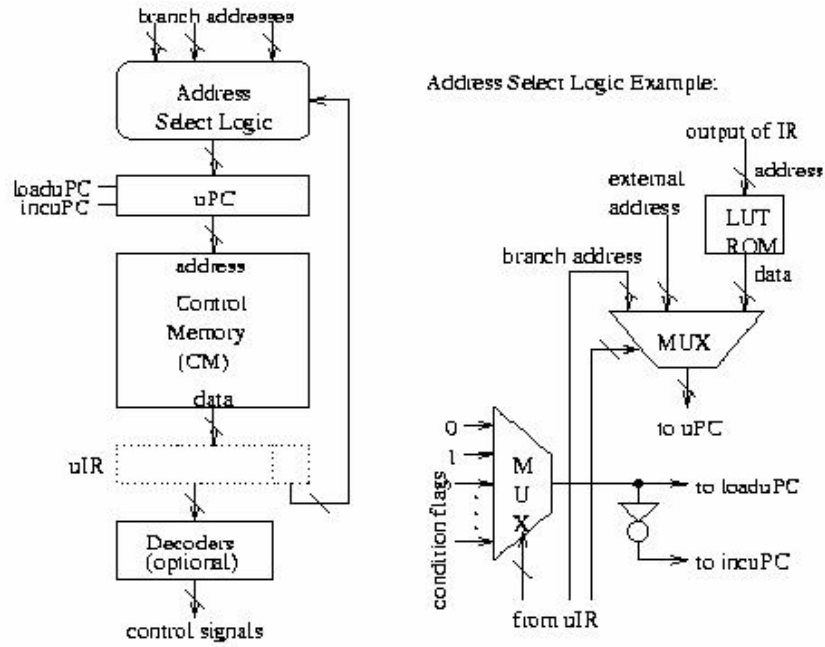 branch addresses
Address
Select Logic
loaduPC
incuPC
uPC
address
Control
Memory
(CM)
data
uIR
Decoders
(optional)
control signals
Address Select Logic Example:
output of IR
address
external
address
LUT
ROM
branch address
data
MUX
to uPC
0
1
condition flags
M
U
X
to loaduPC
to incuPC
from uIR